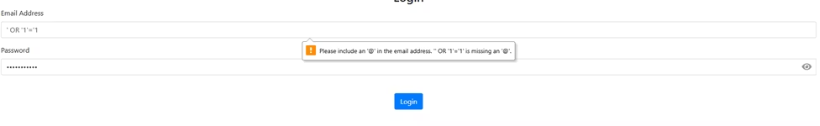 Login
Email Address
' OR '1'='1
Please include an '@' in the email address. '' OR '1'='1' is missing an '@'.
Password
Login